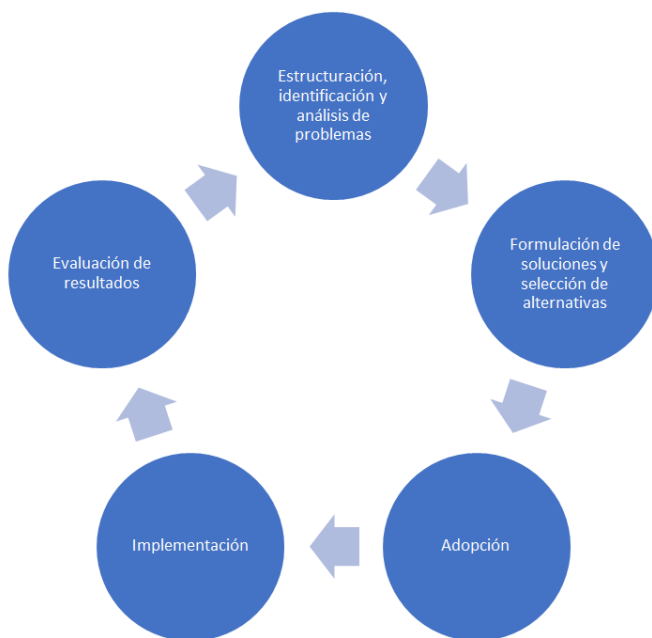 Estructuración,
identificación y
análisis de
problemas
Formulación de
soluciones y
selección de
alternativas
Adopción
Implementación
Evaluación de
resultados